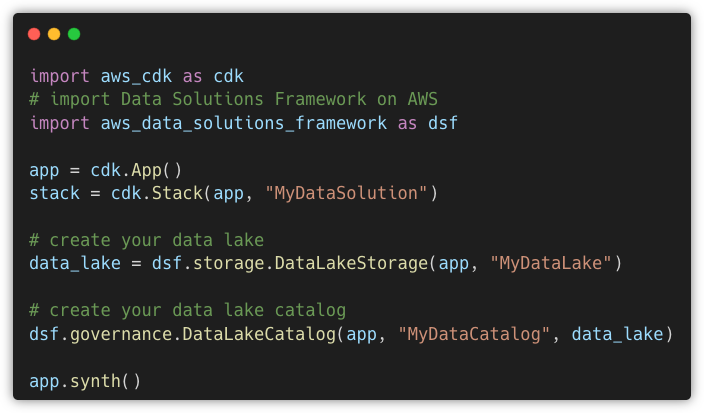 import aws_cdk as cdk
# import Data Solutions Framework on AWS
import aws_data_solutions_framework as dsf
app = cdk.App()
stack = cdk.Stack(app, "MyDataSolution")
# create your data lake
data_lake = dsf.storage.DataLakeStorage(app, "MyDataLake")
# create your data lake catalog
dsf.governance.DataLakeCatalog(app, "MyDataCatalog", data_lake)
app.synth()